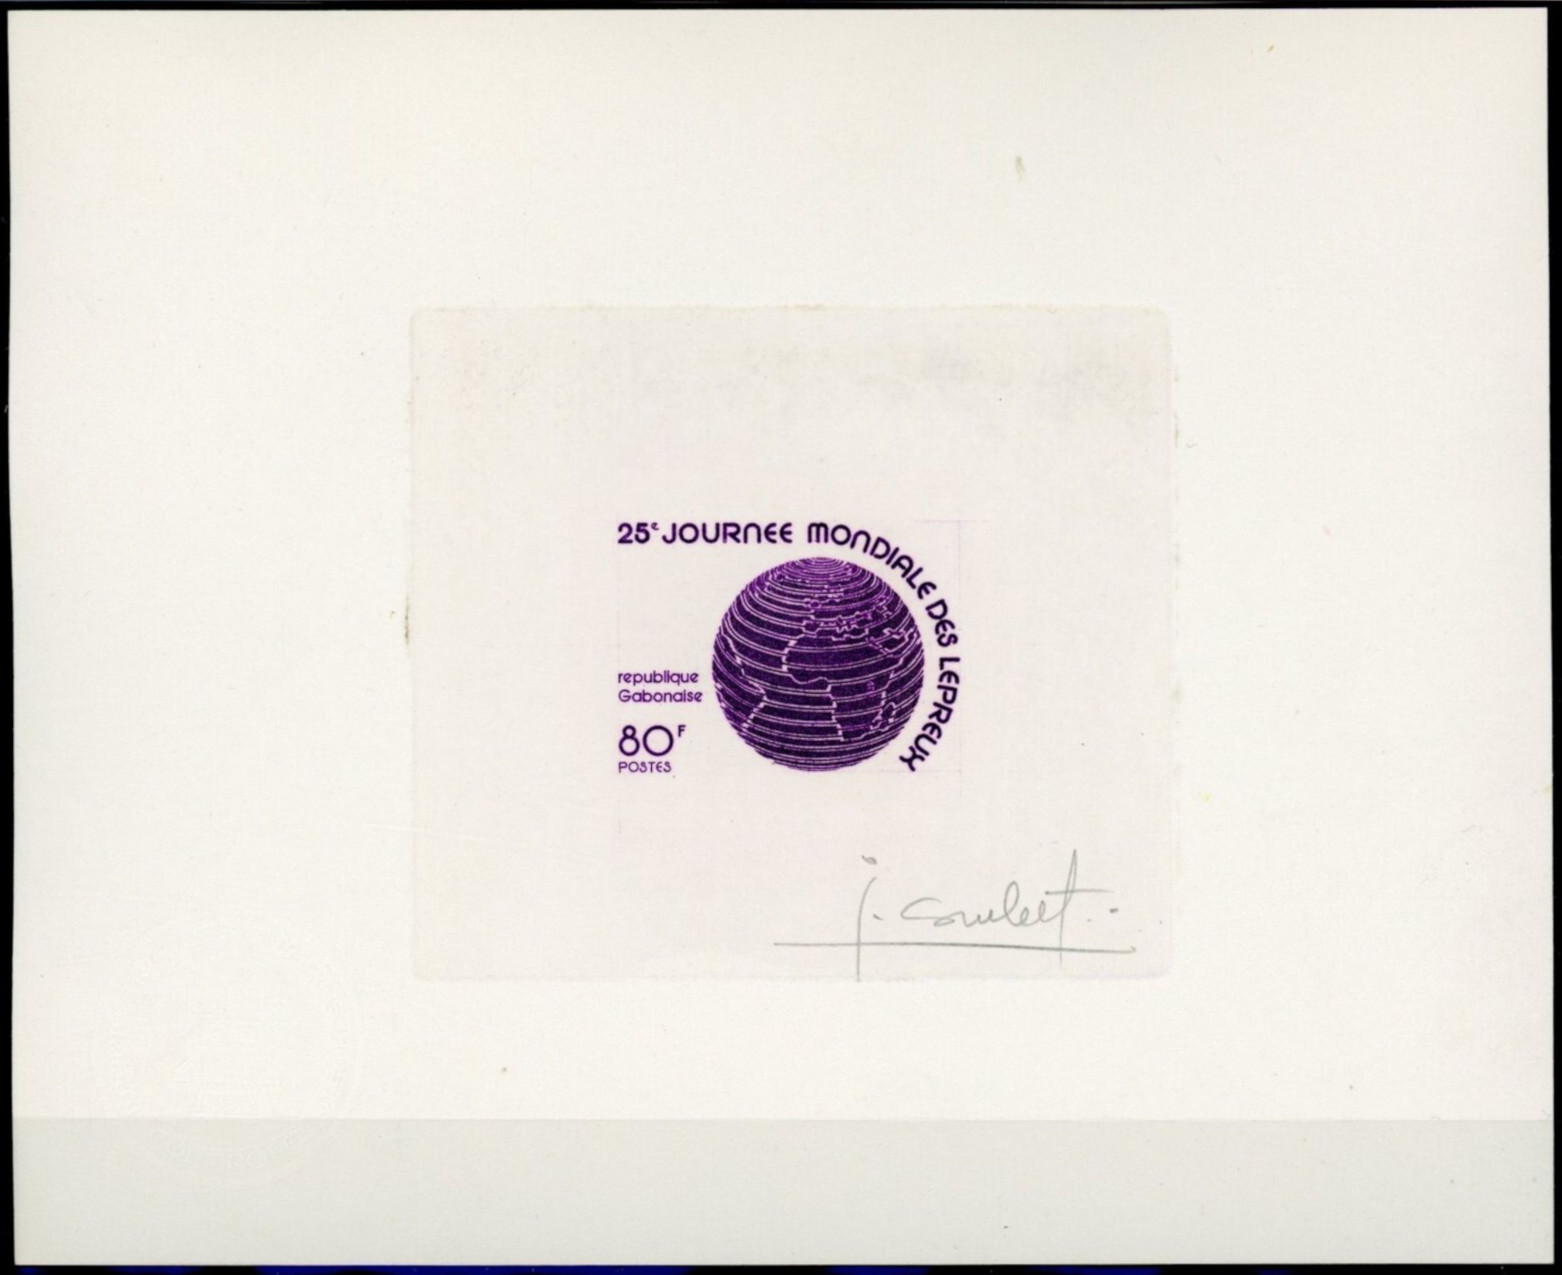 25e JOURNEE MONDIALE DES LEPREUX
republique
Gabonaise
80F
POSTES